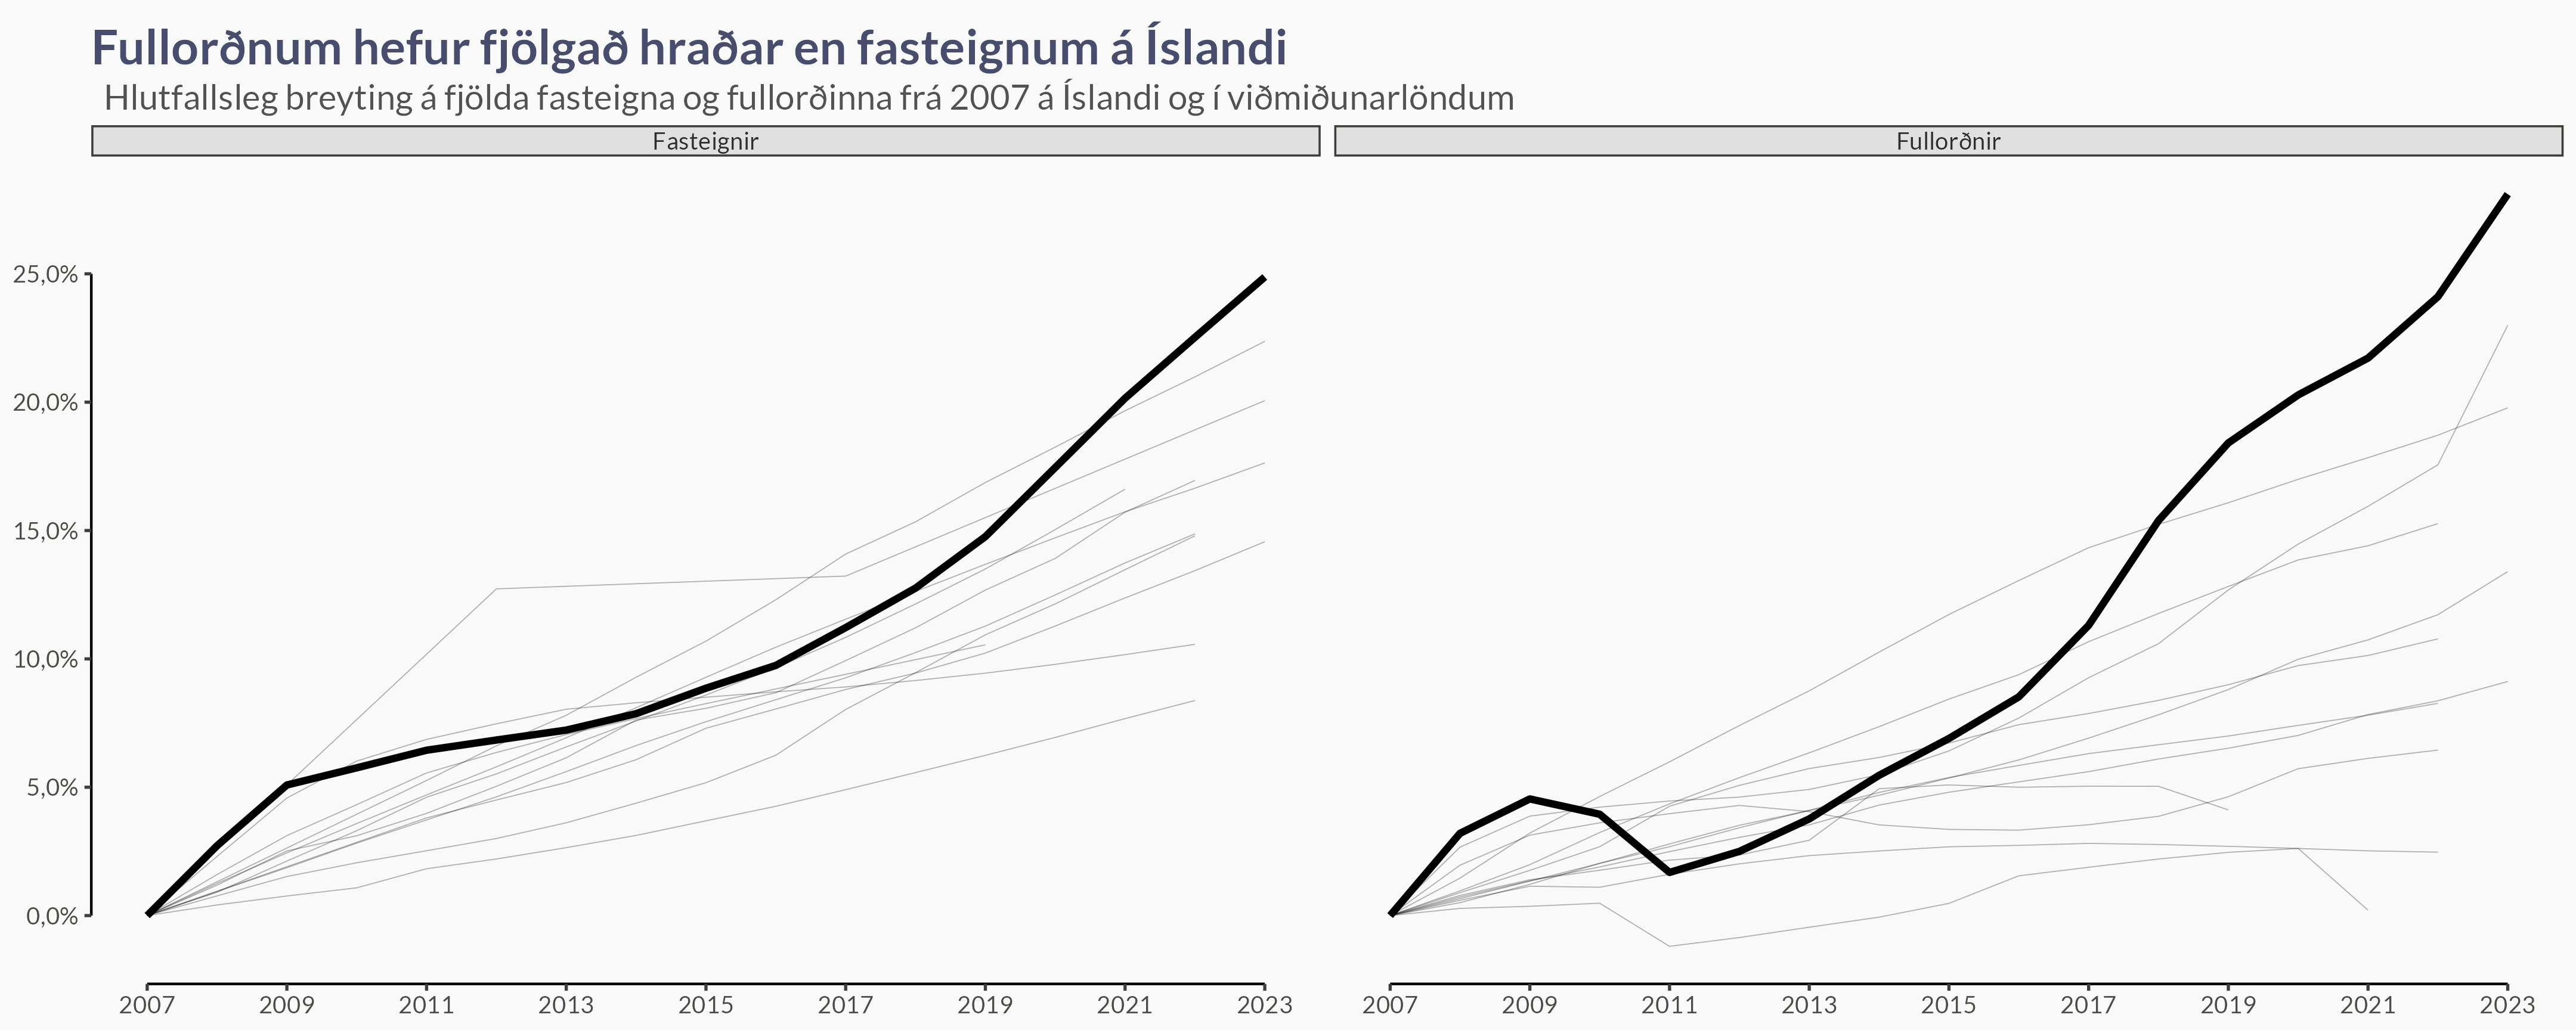 Fullorðnum hefur fjölgað hraðar en fasteignum á Íslandi
Hlutfallsleg breyting á fjölda fasteigna og fullorðinna frá 2007 á Íslandi og í viðmiðunarlöndum
Fasteignir
Fullorðnir
25,0%
20,0%
15,0%
10,0%
5,0%
0,0%
2007 2009 2011 2013 2015 2017 2019 2021 2023
2007 2009 2011 2013 2015 2017 2019 2021 2023